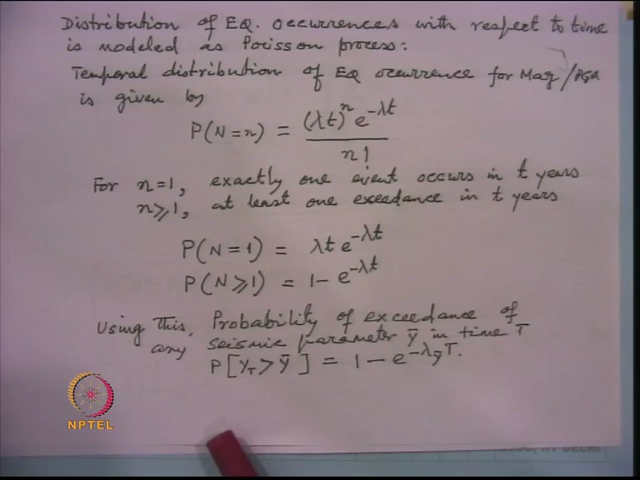 Distribution of EQ. occurrences with respect to time
is modeled as Poisson process:
Temporal distribution of EQ ocurrence for Mag/PGA
is given by
P(N=n) = (λt)^n e^{-λt} / n!
For n=1, exactly one event occurs in t years
n⩾1, at least one exceedance in t years
P(N=1) = λt e^{-λt}
P(N⩾1) = 1 - e^{-λt}
Using this, Probability of exceedance of
any seismic parameter ȳ in time T
P[Y_T > ȳ] = 1 - e^{-λ_ȳ T}.
NPTEL